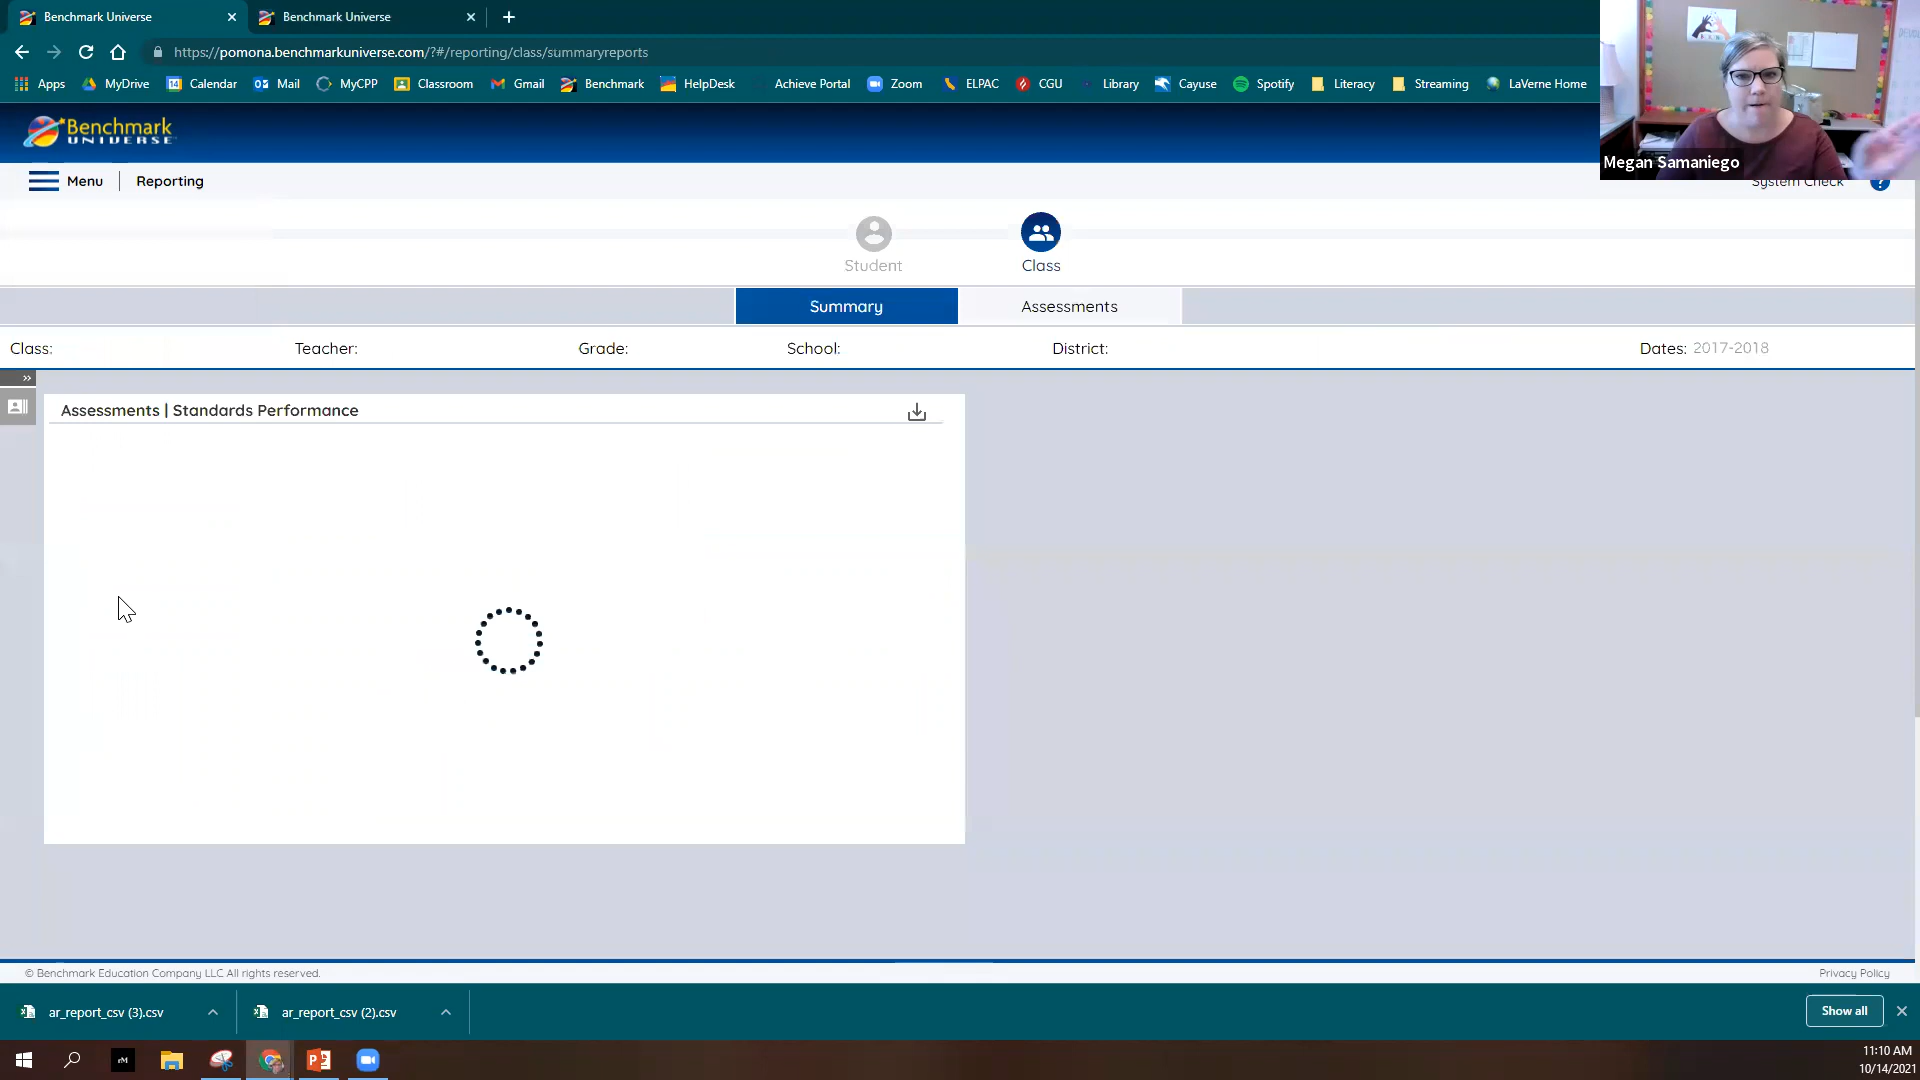 Benchmark Universe
Benchmark Universe
https://pomona.benchmarkuniverse.com/?#/reporting/class/summaryreports
Apps MyDrive Calendar Mail MyCPP Classroom Gmail Benchmark HelpDesk Achieve Portal Zoom ELPAC CGU Library Cayuse Spotify Literacy Streaming LaVerne Home
Benchmark
UNIVERSE
Megan Samaniego
Menu Reporting
System Check ?
Student Class
Summary Assessments
Class: Teacher: Grade: School: District: Dates: 2017-2018
Assessments | Standards Performance
© Benchmark Education Company LLC All rights reserved. Privacy Policy
ar_report_csv (3).csv ar_report_csv (2).csv Show all
11:10 AM
10/14/2021